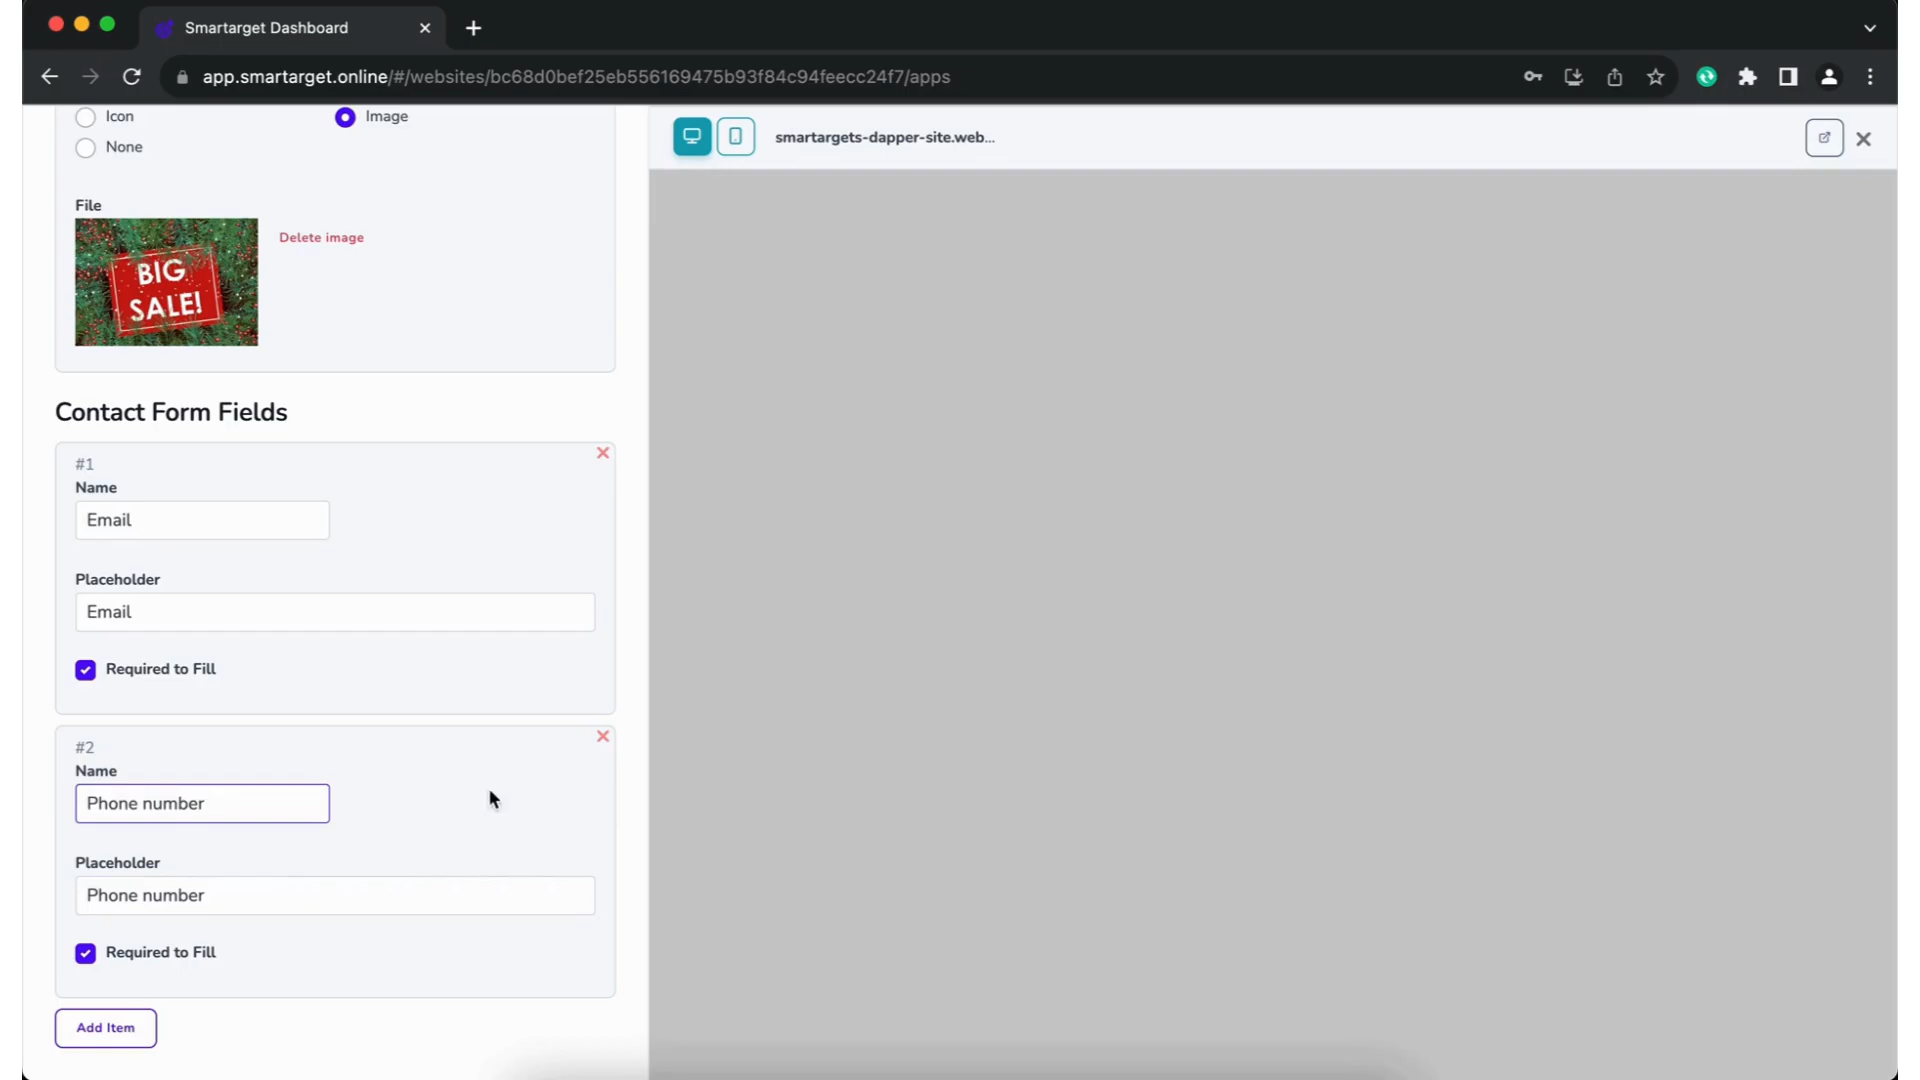 Smartarget Dashboard
app.smartarget.online/#/websites/bc68d0bef25eb556169475b93f84c94feecc24f7/apps
Icon
Image
None
smartargets-dapper-site.web...
File
Delete image
BIG
SALE!
Contact Form Fields
#1
Name
Email
Placeholder
Email
Required to Fill
#2
Name
Phone number
Placeholder
Phone number
Required to Fill
Add Item